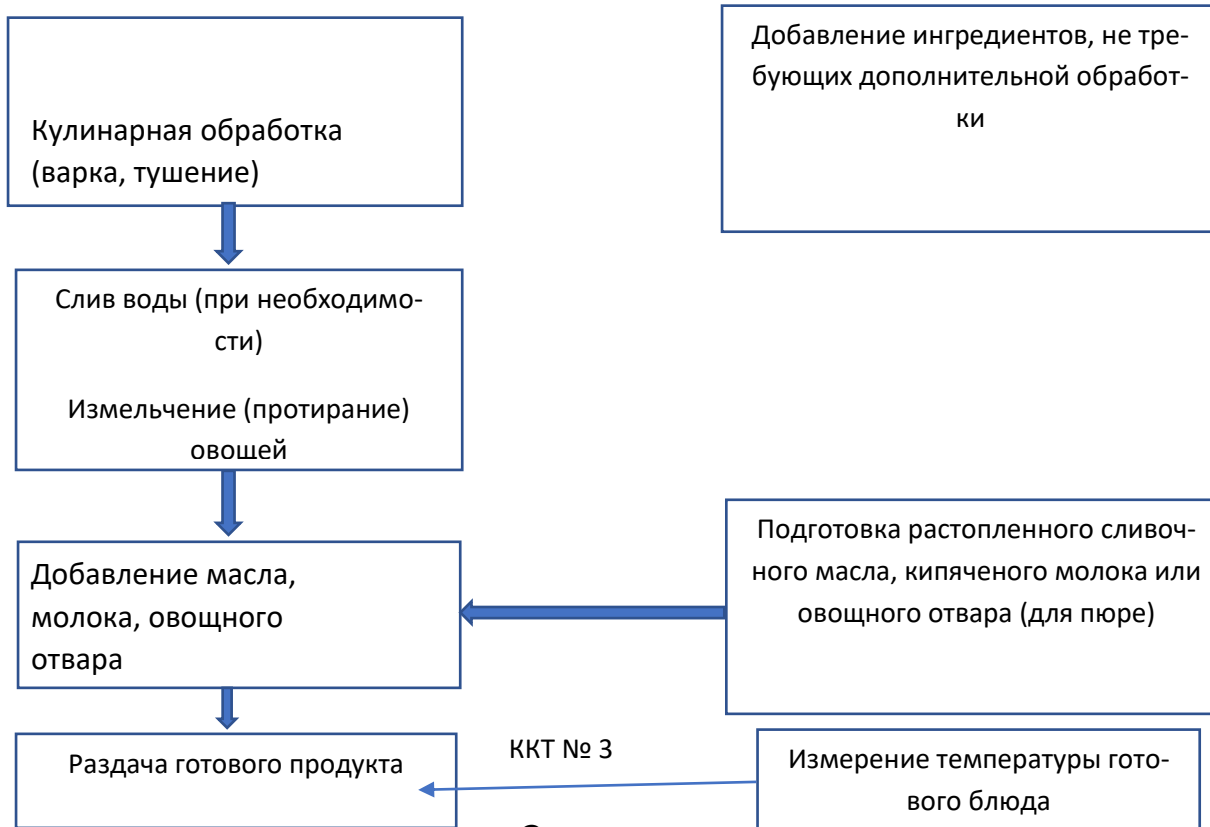 Кулинарная обработка
(варка, тушение)
Добавление ингредиентов, не тре-
бующих дополнительной обработ-
ки
Слив воды (при необходимо-
сти)
Измельчение (протирание)
овощей
Добавление масла,
молока, овощного
отвара
Подготовка растопленного сливоч-
ного масла, кипяченого молока или
овощного отвара (для пюре)
Раздача готового продукта
ККТ № 3
Измерение температуры гото-
вого блюда